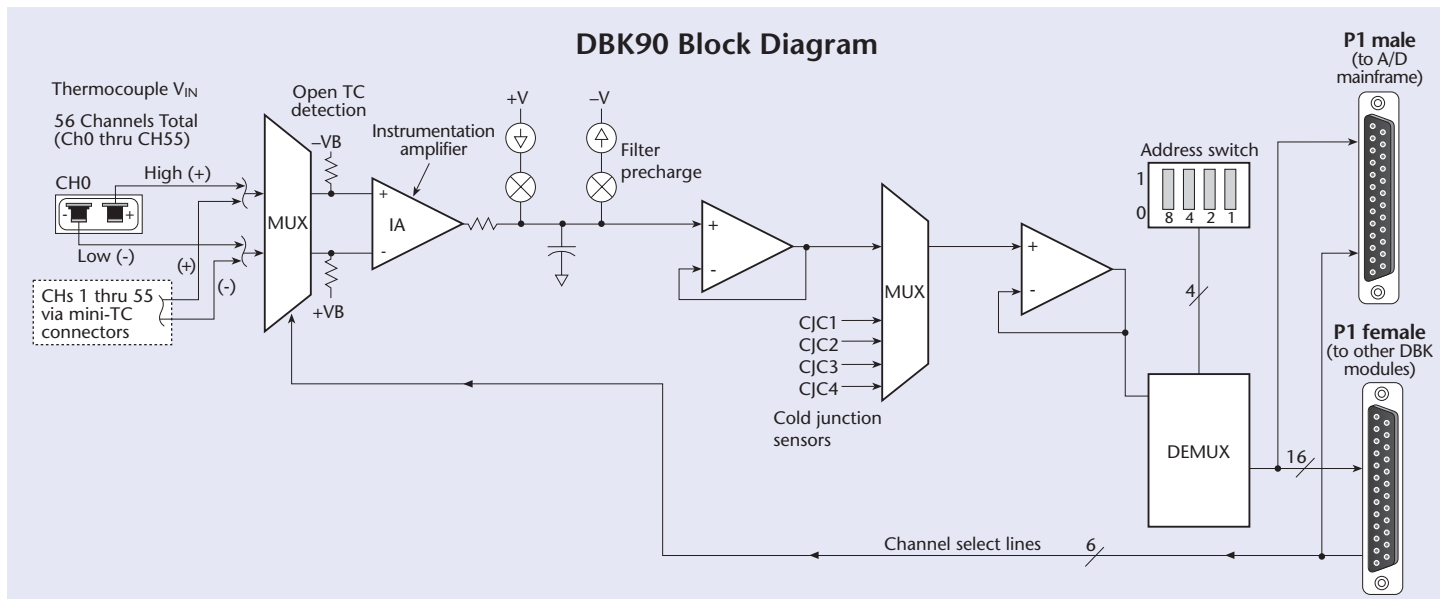 DBK90 Block Diagram
P1 male
(to A/D
mainframe)
Thermocouple VIN
56 Channels Total
(Ch0 thru CH55)
Open TC
detection
–VB
Instrumentation
amplifier
+V
–V
Filter
precharge
Address switch
1
0
8 4 2 1
CH0
High (+)
- +
Low (-)
(+)
(-)
MUX
+
IA
-
+VB
CHs 1 thru 55
via mini-TC
connectors
+
-
MUX
CJC1
CJC2
CJC3
CJC4
Cold junction
sensors
+
-
4
P1 female
(to other DBK
modules)
DEMUX
16
Channel select lines
6